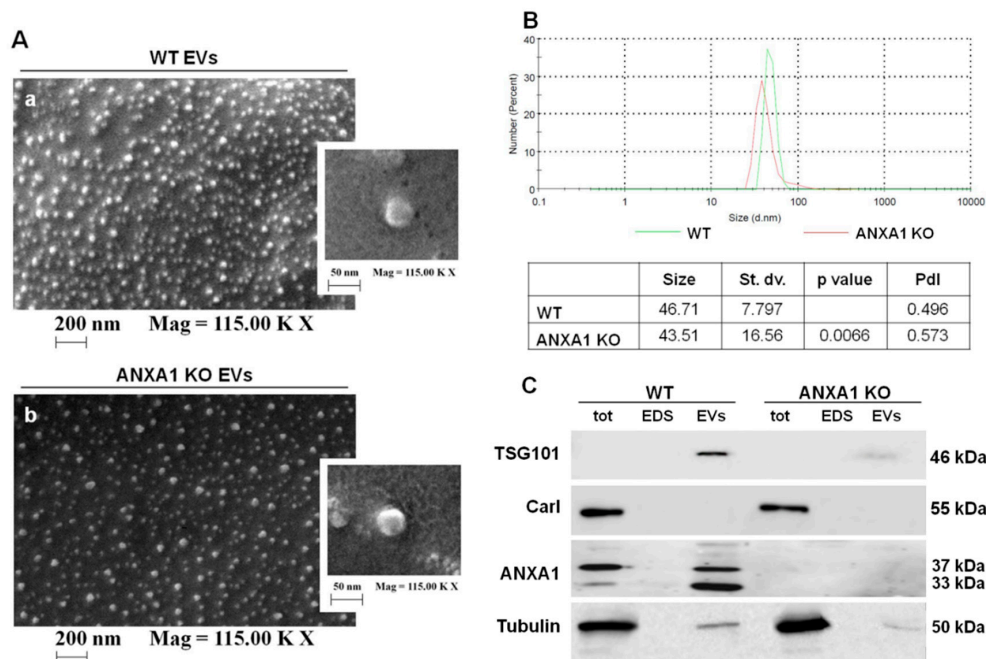 A
WT EVs
a
50 nm Mag = 115.00 K X
200 nm Mag = 115.00 K X
ANXA1 KO EVs
b
50 nm Mag = 115.00 K X
200 nm Mag = 115.00 K X
B
Number (Percent)
40
30
20
10
0
0.1 1 10 100 1000 10000
Size (d.nm)
WT ANXA1 KO
Size St. dv. p value PdI
WT 46.71 7.797 0.496
ANXA1 KO 43.51 16.56 0.0066 0.573
C
WT ANXA1 KO
tot EDS EVs tot EDS EVs
TSG101 46 kDa
Carl 55 kDa
ANXA1 37 kDa
33 kDa
Tubulin 50 kDa